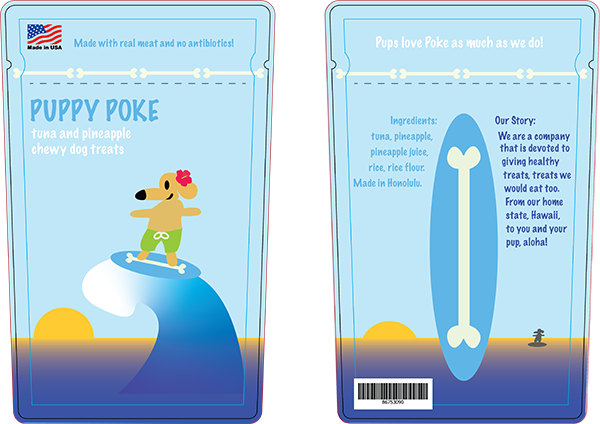 Made in USA
Made with real meat and no antibiotics!
PUPPY POKE
tuna and pineapple
chewy dog treats
Pups love Poke as much as we do!
Ingredients:
tuna, pineapple,
pineapple juice,
rice, rice flour.
Made in Honolulu.
Our Story:
We are a company
that is devoted to
giving healthy
treats, treats we
would eat too.
From our home
state, Hawaii,
to you and your
pup, aloha!
86753090